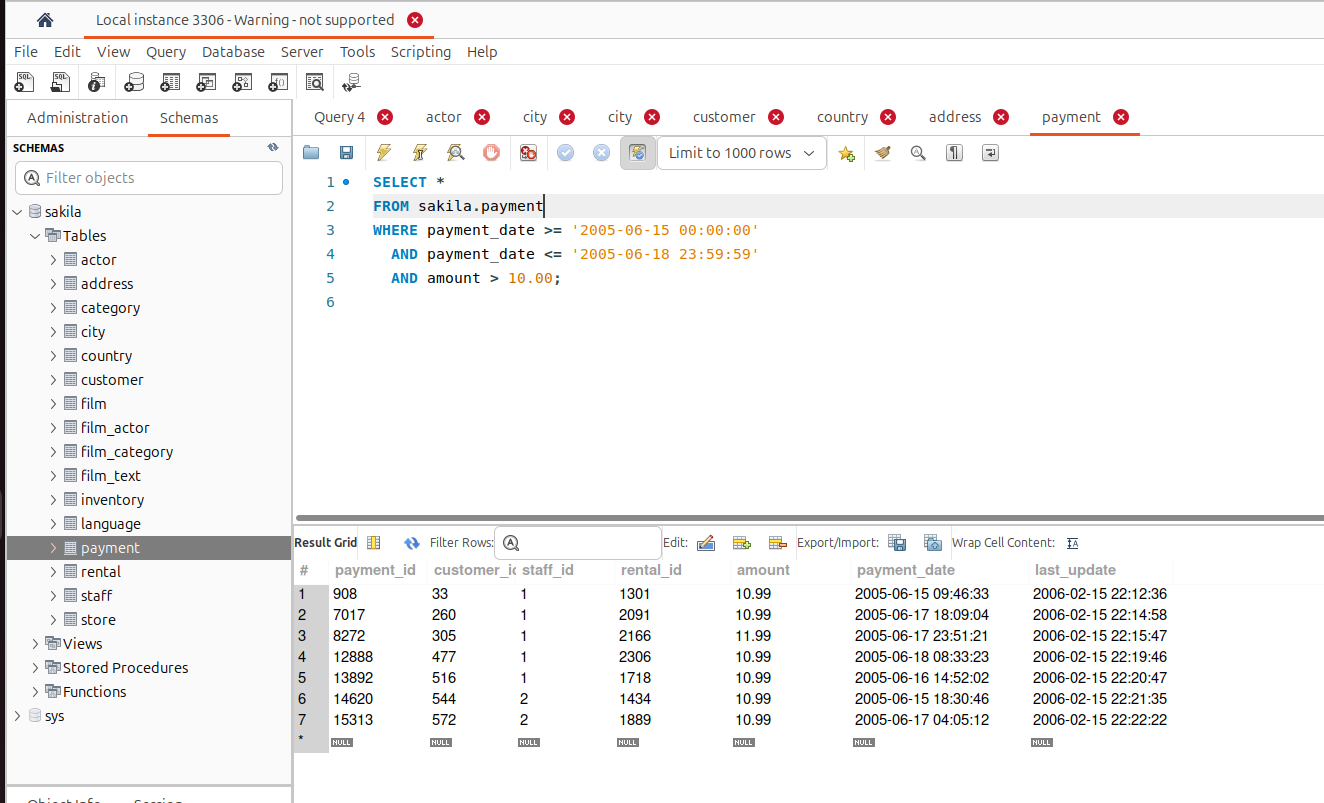 Local instance 3306 - Warning - not supported
File Edit View Query Database Server Tools Scripting Help
Administration Schemas
Query 4 actor city city customer country address payment
SCHEMAS
Limit to 1000 rows
Filter objects
sakila
Tables
actor
address
category
city
country
customer
film
film_actor
film_category
film_text
inventory
language
payment
rental
staff
store
Views
Stored Procedures
Functions
sys
1 SELECT *
2 FROM sakila.payment
3 WHERE payment_date >= '2005-06-15 00:00:00'
4 AND payment_date <= '2005-06-18 23:59:59'
5 AND amount > 10.00;
6
Result Grid Filter Rows: Edit: Export/Import: Wrap Cell Content:
# payment_id customer_ic staff_id rental_id amount payment_date last_update
1 908 33 1 1301 10.99 2005-06-15 09:46:33 2006-02-15 22:12:36
2 7017 260 1 2091 10.99 2005-06-17 18:09:04 2006-02-15 22:14:58
3 8272 305 1 2166 11.99 2005-06-17 23:51:21 2006-02-15 22:15:47
4 12888 477 1 2306 10.99 2005-06-18 08:33:23 2006-02-15 22:19:46
5 13892 516 1 1718 10.99 2005-06-16 14:52:02 2006-02-15 22:20:47
6 14620 544 2 1434 10.99 2005-06-15 18:30:46 2006-02-15 22:21:35
7 15313 572 2 1889 10.99 2005-06-17 04:05:12 2006-02-15 22:22:22
* NULL NULL NULL NULL NULL NULL NULL
Object Info Session